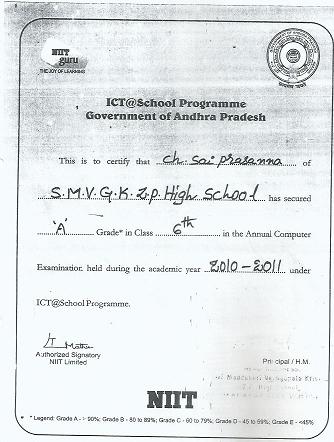 NIIT
guru
THE JOY OF LEARNING
ICT@School Programme
Government of Andhra Pradesh
This is to certify that Ch. Sai Prasanna of
S.M.V.G.K.Z.P. High School has secured
'A' Grade* in Class 6th in the Annual Computer
Examination held during the academic year 2010-2011 under
ICT@School Programme.
Authorized Signatory
NIIT Limited
Principal / H.M.
NIIT
* Legend: Grade A - > 90%; Grade B - 80 to 89%; Grade C - 60 to 79%; Grade D - 45 to 59%; Grade E - <45%